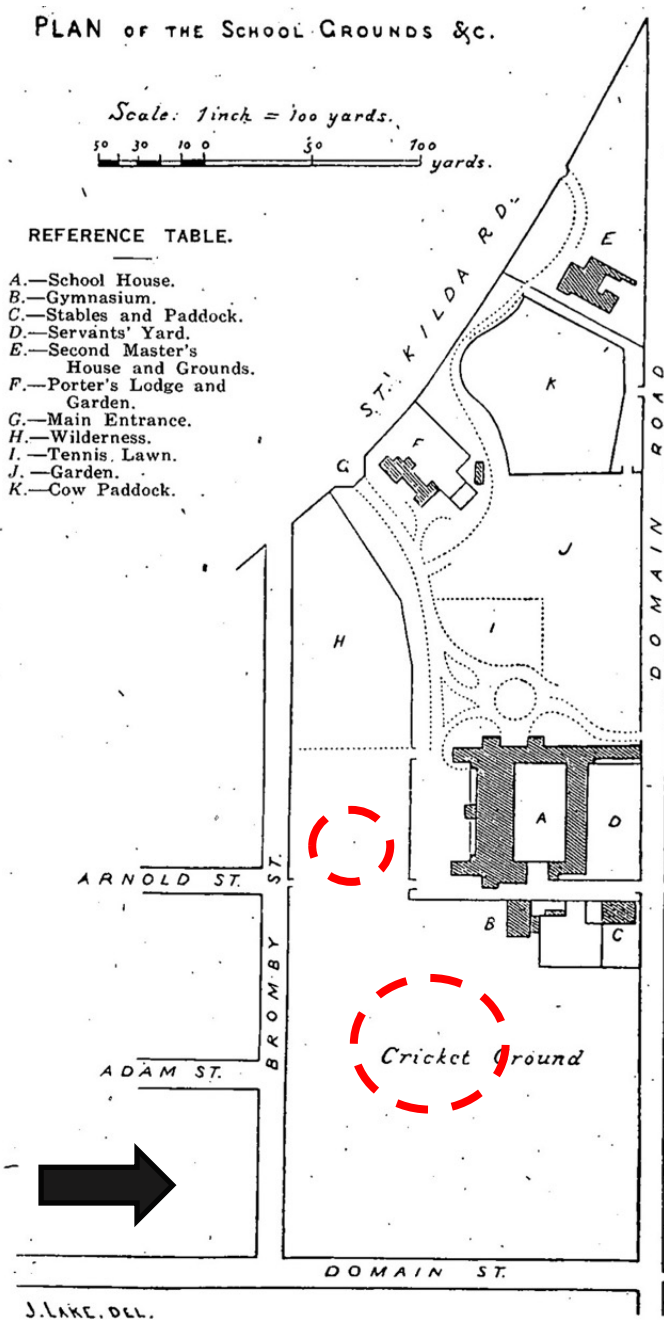 PLAN OF THE SCHOOL GROUNDS &C.
Scale: 1 inch = 100 yards.
50 30 10 0 50 100 yards.
REFERENCE TABLE.
A.—School House.
B.—Gymnasium.
C.—Stables and Paddock.
D.—Servants' Yard.
E.—Second Master's
House and Grounds.
F.—Porter's Lodge and
Garden.
G.—Main Entrance.
H.—Wilderness.
I.—Tennis Lawn.
J.—Garden.
K.—Cow Paddock.
ST. KILDA RD.
E
K
F
G
DOMAIN ROAD
J
I
H
A
D
ARNOLD ST.
BROMBY ST.
B
C
Cricket Ground
ADAM ST.
DOMAIN ST.
J. LAKE. DEL.